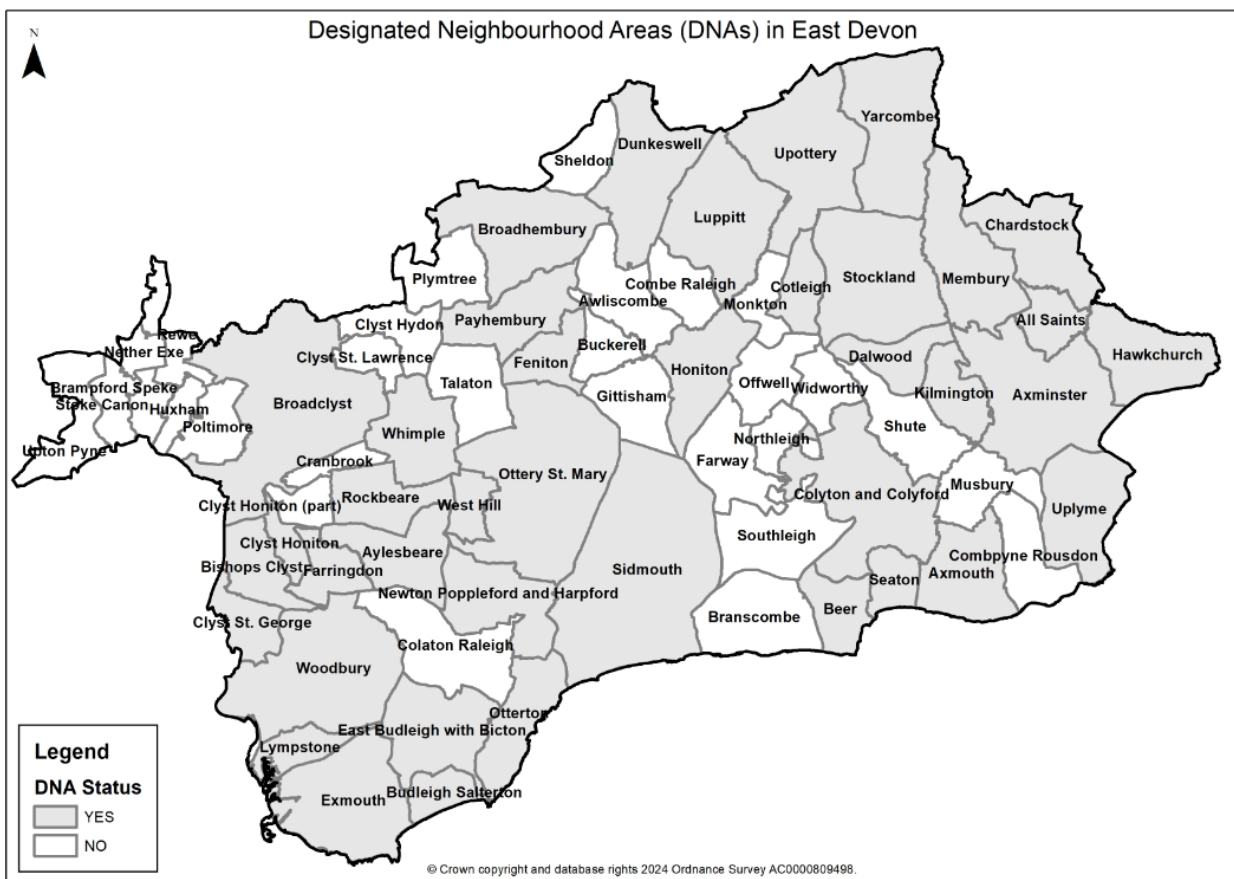 Designated Neighbourhood Areas (DNAs) in East Devon
N
Yarcombe
Dunkeswell
Upottery
Sheldon
Luppitt
Chardstock
Broadhembury
Plymtree
Combe Raleigh
Stockland
Membury
Cotleigh
Awliscombe
Monkton
Clyst Hydon
Payhembury
All Saints
Rewe
Buckerell
Nether Exe
Clyst St. Lawrence
Feniton
Dalwood
Hawkchurch
Honiton
Talaton
Offwell
Widworthy
Brampford Speke
Gittisham
Kilmington
Axminster
Broadclyst
Stoke Canon
Huxham
Poltimore
Shute
Whimple
Northleigh
Upton Pyne
Cranbrook
Farway
Ottery St. Mary
Musbury
Clyst Honiton (part)
Rockbeare
West Hill
Colyton and Colyford
Uplyme
Southleigh
Clyst Honiton
Aylesbeare
Combpyne Rousdon
Bishops Clyst
Farringdon
Sidmouth
Axmouth
Seaton
Newton Poppleford and Harpford
Beer
Branscombe
Clyst St. George
Colaton Raleigh
Woodbury
Otterton
East Budleigh with Bicton
Lympstone
Exmouth
Budleigh Salterton
Legend
DNA Status
YES
NO
© Crown copyright and database rights 2024 Ordnance Survey AC0000809498.